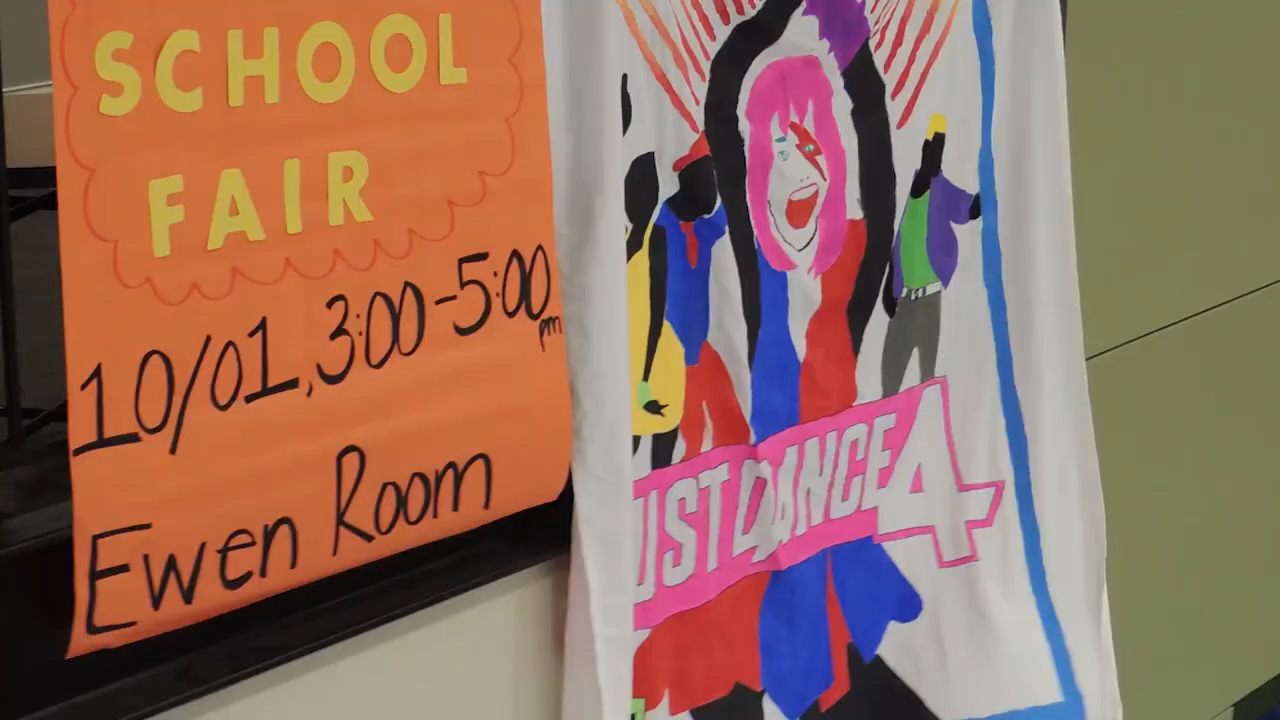 SCHOOL
FAIR
10/01, 3:00-5:00
pm
Ewen Room
UST DANCE 4